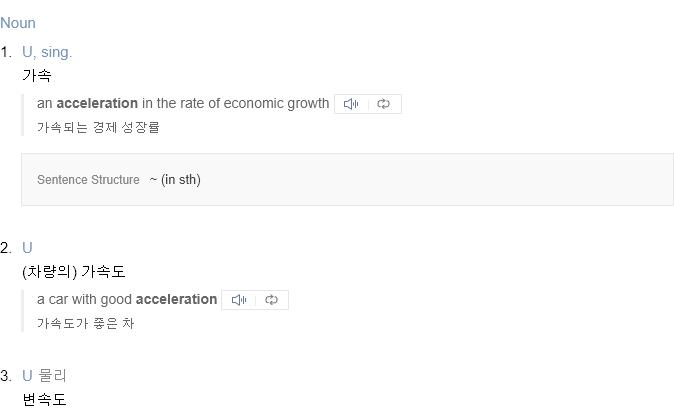 Noun
1. U, sing.
가속
an acceleration in the rate of economic growth
가속되는 경제 성장률
Sentence Structure ~ (in sth)
2. U
(차량의) 가속도
a car with good acceleration
가속도가 좋은 차
3. U 물리
변속도